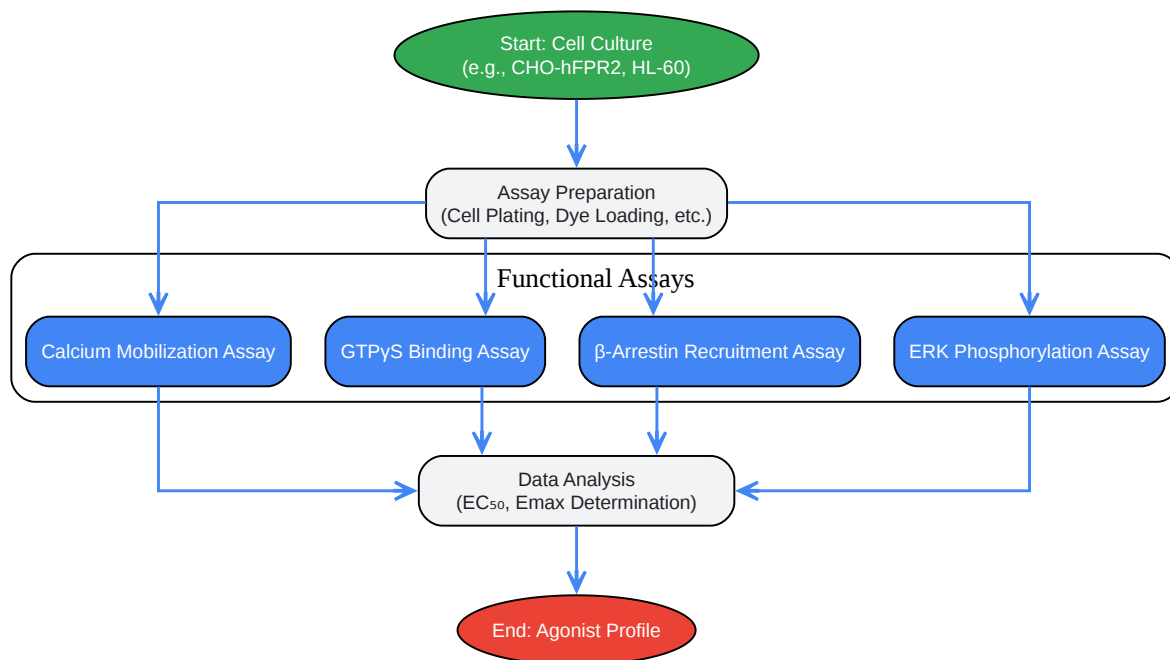 Start: Cell Culture
(e.g., CHO-hFPR2, HL-60)
Assay Preparation
(Cell Plating, Dye Loading, etc.)
Functional Assays
Calcium Mobilization Assay
GTPγS Binding Assay
β-Arrestin Recruitment Assay
ERK Phosphorylation Assay
Data Analysis
(EC₅₀, Emax Determination)
End: Agonist Profile